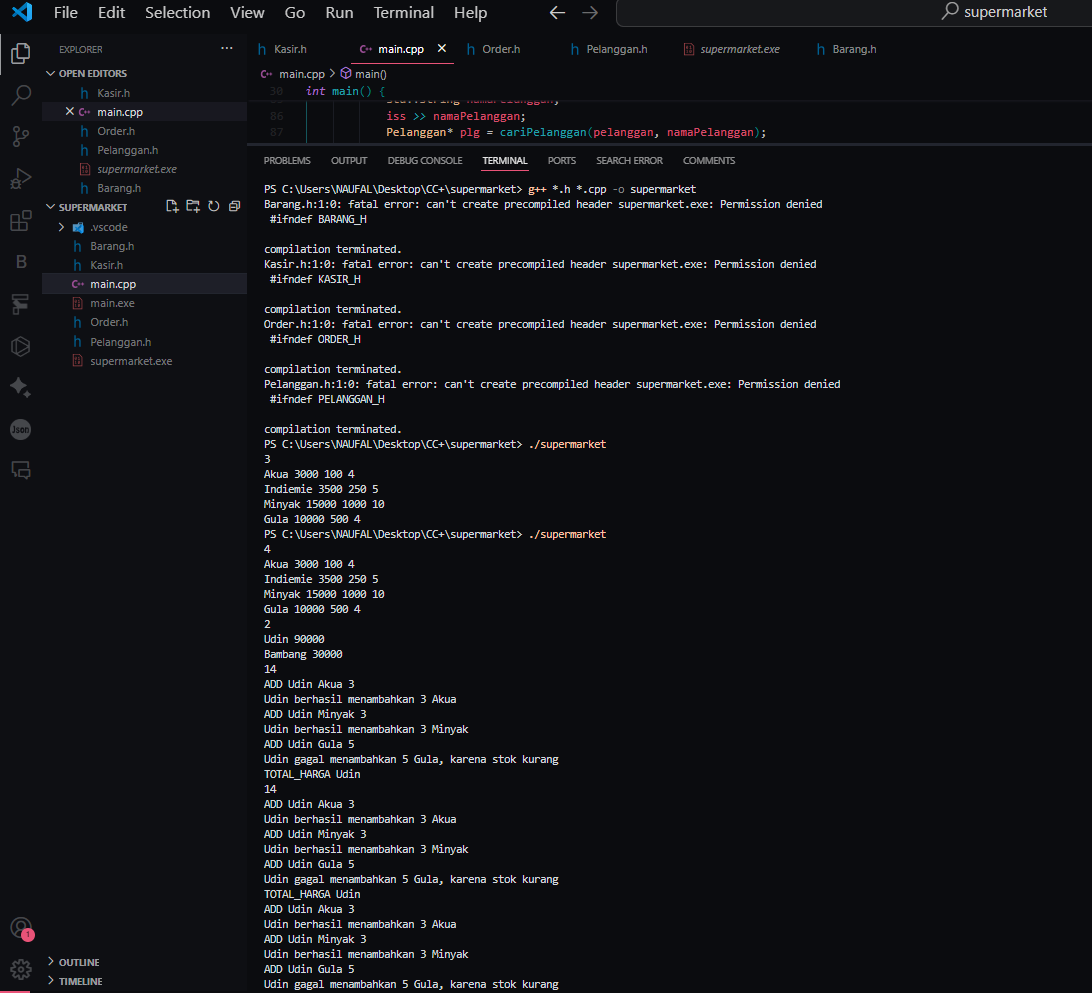 File Edit Selection View Go Run Terminal Help
supermarket
EXPLORER
OPEN EDITORS
Kasir.h
main.cpp
Order.h
Pelanggan.h
supermarket.exe
Barang.h
SUPERMARKET
.vscode
Barang.h
Kasir.h
main.cpp
main.exe
Order.h
Pelanggan.h
supermarket.exe
OUTLINE
TIMELINE
Kasir.h main.cpp Order.h Pelanggan.h supermarket.exe Barang.h
main.cpp > main()
30 int main() {
86 iss >> namaPelanggan;
87 Pelanggan* plg = cariPelanggan(pelanggan, namaPelanggan);
PROBLEMS OUTPUT DEBUG CONSOLE TERMINAL PORTS SEARCH ERROR COMMENTS
PS C:\Users\NAUFAL\Desktop\CC+\supermarket> g++ *.h *.cpp -o supermarket
Barang.h:1:0: fatal error: can't create precompiled header supermarket.exe: Permission denied
#ifndef BARANG_H
compilation terminated.
Kasir.h:1:0: fatal error: can't create precompiled header supermarket.exe: Permission denied
#ifndef KASIR_H
compilation terminated.
Order.h:1:0: fatal error: can't create precompiled header supermarket.exe: Permission denied
#ifndef ORDER_H
compilation terminated.
Pelanggan.h:1:0: fatal error: can't create precompiled header supermarket.exe: Permission denied
#ifndef PELANGGAN_H
compilation terminated.
PS C:\Users\NAUFAL\Desktop\CC+\supermarket> ./supermarket
3
Akua 3000 100 4
Indiemie 3500 250 5
Minyak 15000 1000 10
Gula 10000 500 4
PS C:\Users\NAUFAL\Desktop\CC+\supermarket> ./supermarket
4
Akua 3000 100 4
Indiemie 3500 250 5
Minyak 15000 1000 10
Gula 10000 500 4
2
Udin 90000
Bambang 30000
14
ADD Udin Akua 3
Udin berhasil menambahkan 3 Akua
ADD Udin Minyak 3
Udin berhasil menambahkan 3 Minyak
ADD Udin Gula 5
Udin gagal menambahkan 5 Gula, karena stok kurang
TOTAL_HARGA Udin
14
ADD Udin Akua 3
Udin berhasil menambahkan 3 Akua
ADD Udin Minyak 3
Udin berhasil menambahkan 3 Minyak
ADD Udin Gula 5
Udin gagal menambahkan 5 Gula, karena stok kurang
TOTAL_HARGA Udin
ADD Udin Akua 3
Udin berhasil menambahkan 3 Akua
ADD Udin Minyak 3
Udin berhasil menambahkan 3 Minyak
ADD Udin Gula 5
Udin gagal menambahkan 5 Gula, karena stok kurang
B
Json
1